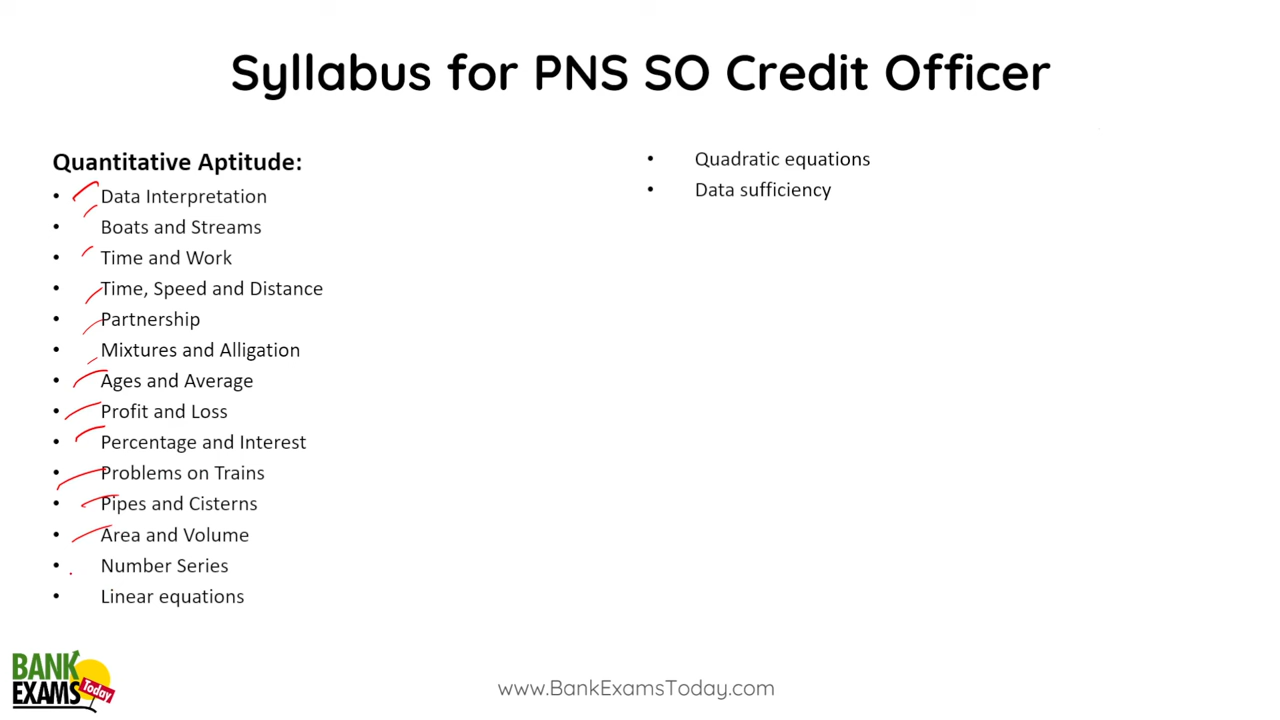 Syllabus for PNS SO Credit Officer
Quantitative Aptitude:
• Data Interpretation
• Boats and Streams
• Time and Work
• Time, Speed and Distance
• Partnership
• Mixtures and Alligation
• Ages and Average
• Profit and Loss
• Percentage and Interest
• Problems on Trains
• Pipes and Cisterns
• Area and Volume
• Number Series
• Linear equations
• Quadratic equations
• Data sufficiency
BANK
EXAMS
Today
www.BankExamsToday.com